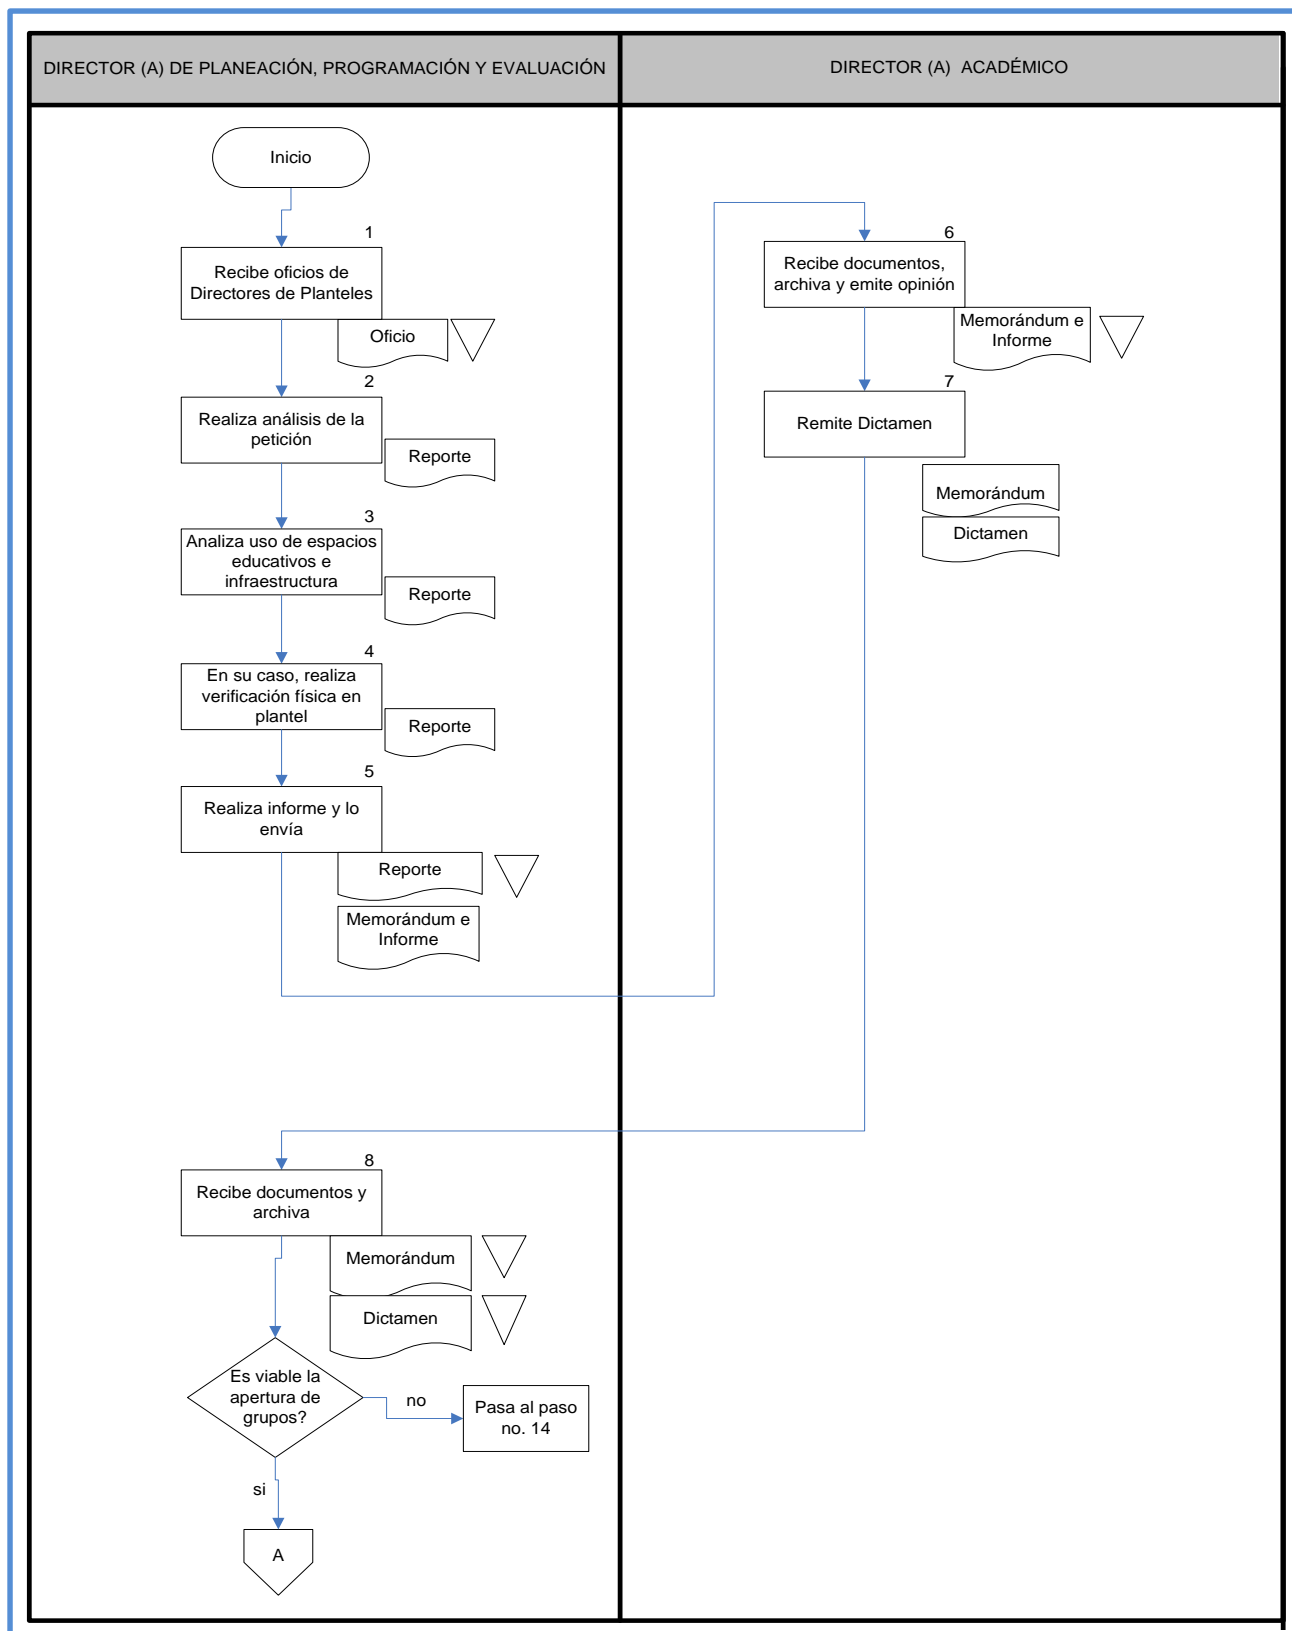 DIRECTOR (A) DE PLANEACIÓN, PROGRAMACIÓN Y EVALUACIÓN
DIRECTOR (A) ACADÉMICO
Inicio
1
Recibe oficios de
Directores de Planteles
Oficio
2
Realiza análisis de la
petición
Reporte
3
Analiza uso de espacios
educativos e
infraestructura
Reporte
4
En su caso, realiza
verificación física en
plantel
Reporte
5
Realiza informe y lo
envía
Reporte
Memorándum e
Informe
6
Recibe documentos,
archiva y emite opinión
Memorándum e
Informe
7
Remite Dictamen
Memorándum
Dictamen
8
Recibe documentos y
archiva
Memorándum
Dictamen
Es viable la
apertura de
grupos?
no
Pasa al paso
no. 14
si
A